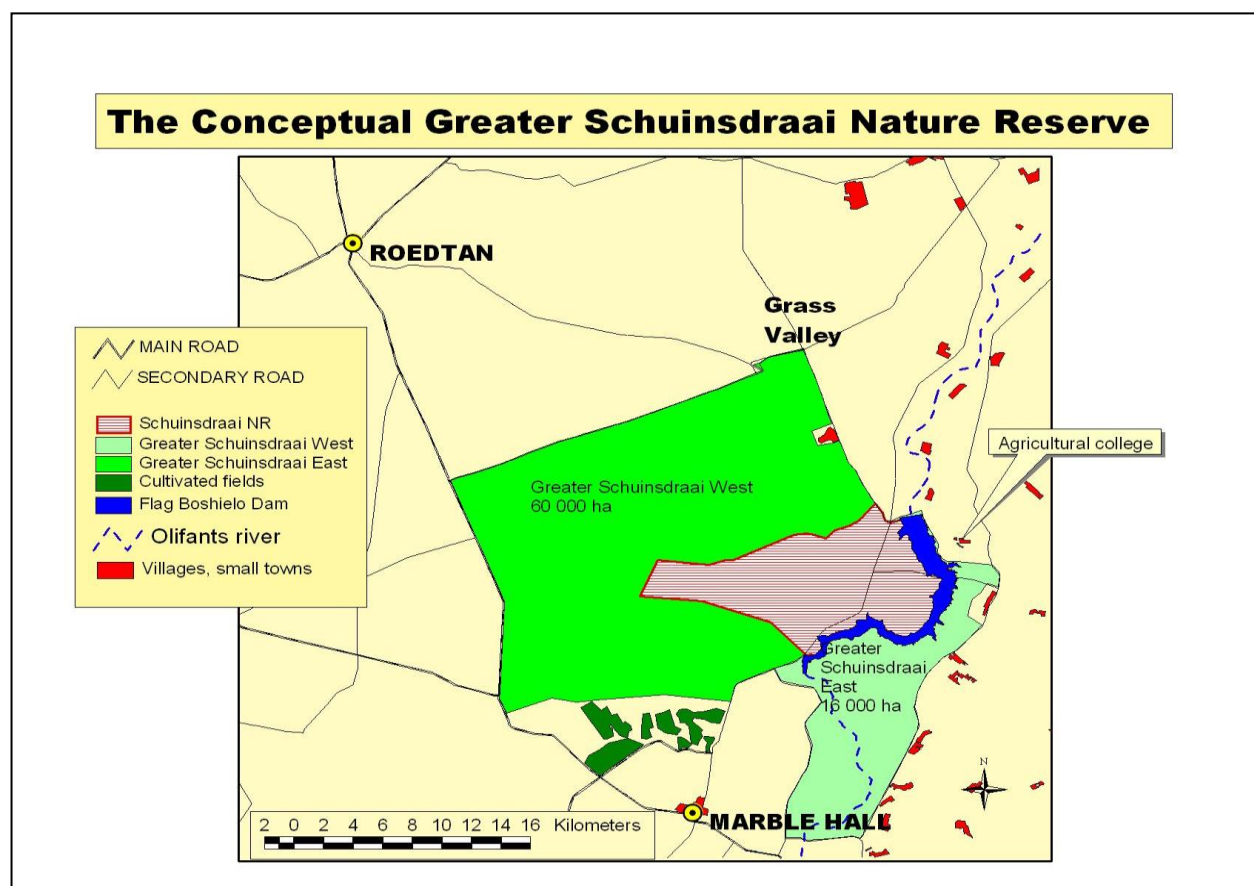 The Conceptual Greater Schuinsdraai Nature Reserve
ROEDTAN
Grass
Valley
MAIN ROAD
SECONDARY ROAD
Schuinsdraai NR
Greater Schuinsdraai West
Greater Schuinsdraai East
Cultivated fields
Flag Boshielo Dam
Olifants river
Villages, small towns
Agricultural college
Greater Schuinsdraai West
60 000 ha
Greater
Schuinsdraai
East
16 000 ha
N
MARBLE HALL
2 0 2 4 6 8 10 12 14 16 Kilometers